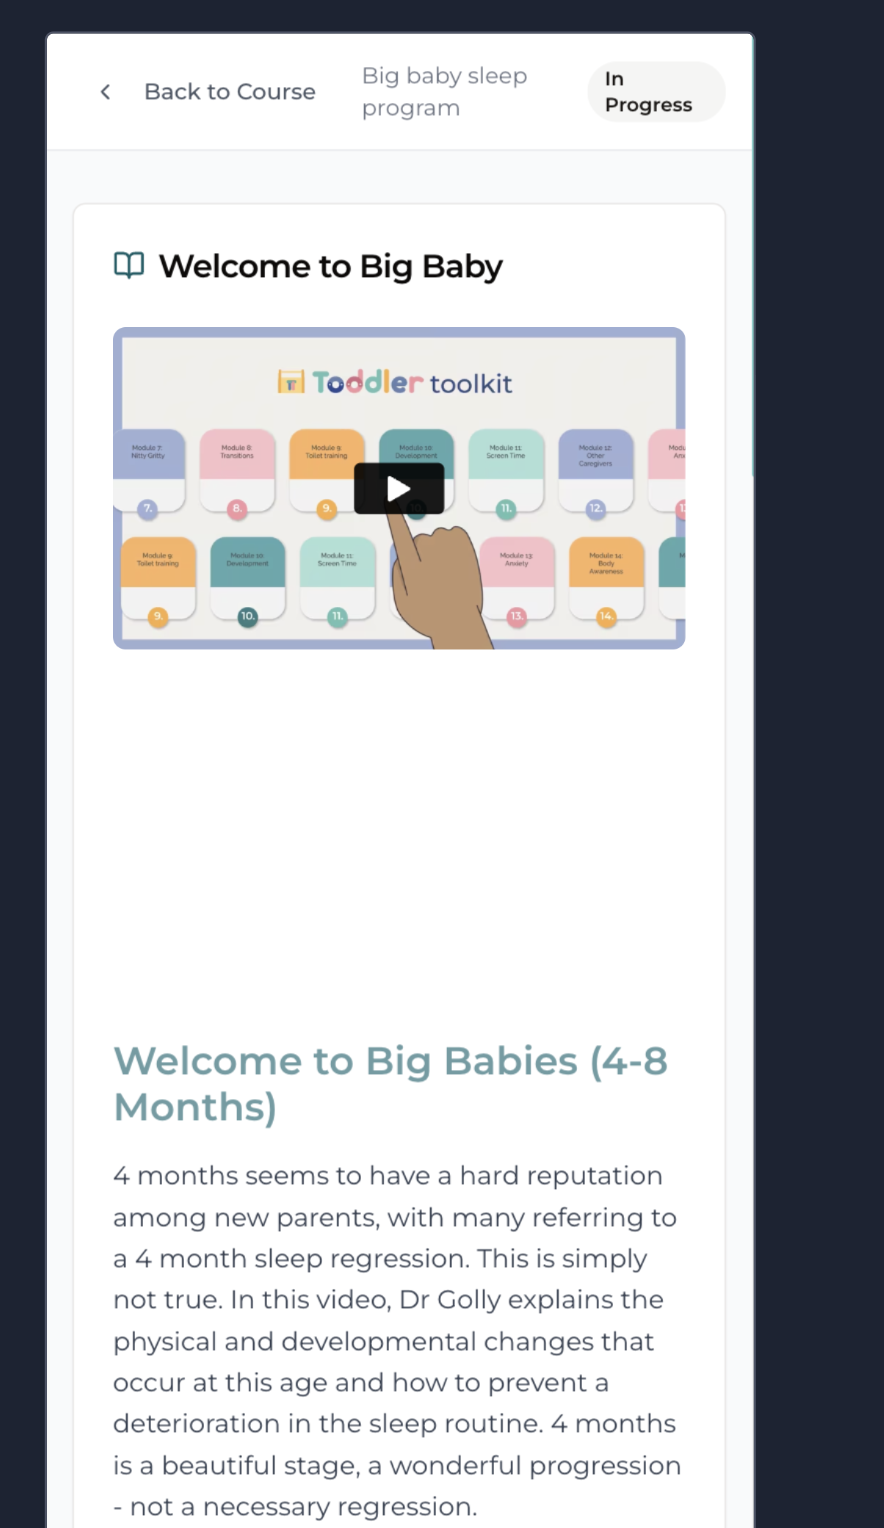 Back to Course
Big baby sleep
program
In
Progress
Welcome to Big Baby
Toddler toolkit
Module 7:
Nitty Gritty
7.
Module 8:
Transitions
8.
Module 9:
Toilet training
9.
Module 10:
Development
Module 11:
Screen Time
11.
Module 12:
Other
Caregivers
12.
Module 9:
Toilet training
9.
Module 10:
Development
10.
Module 11:
Screen Time
11.
Module 13:
Anxiety
13.
Module 14:
Body
Awareness
14.
Welcome to Big Babies (4-8
Months)
4 months seems to have a hard reputation
among new parents, with many referring to
a 4 month sleep regression. This is simply
not true. In this video, Dr Golly explains the
physical and developmental changes that
occur at this age and how to prevent a
deterioration in the sleep routine. 4 months
is a beautiful stage, a wonderful progression
- not a necessary regression.